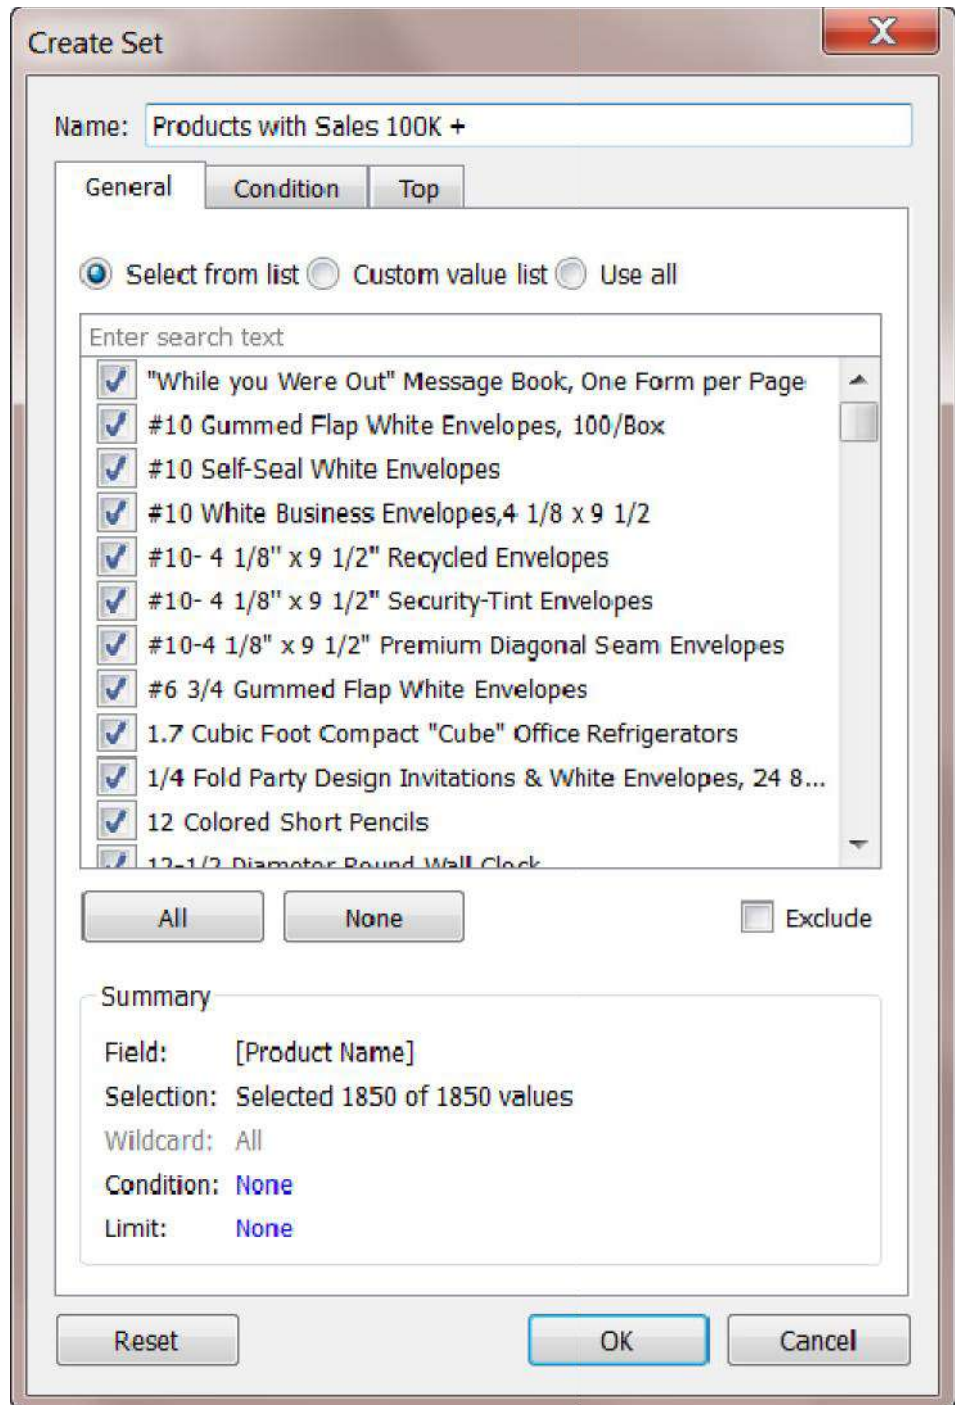 Create Set
X
Name: Products with Sales 100K +
General Condition Top
Select from list Custom value list Use all
Enter search text
"While you Were Out" Message Book, One Form per Page
#10 Gummed Flap White Envelopes, 100/Box
#10 Self-Seal White Envelopes
#10 White Business Envelopes,4 1/8 x 9 1/2
#10- 4 1/8" x 9 1/2" Recycled Envelopes
#10- 4 1/8" x 9 1/2" Security-Tint Envelopes
#10-4 1/8" x 9 1/2" Premium Diagonal Seam Envelopes
#6 3/4 Gummed Flap White Envelopes
1.7 Cubic Foot Compact "Cube" Office Refrigerators
1/4 Fold Party Design Invitations & White Envelopes, 24 8...
12 Colored Short Pencils
12-1/2 Diameter Round Wall Clock
All None Exclude
Summary
Field: [Product Name]
Selection: Selected 1850 of 1850 values
Wildcard: All
Condition: None
Limit: None
Reset OK Cancel